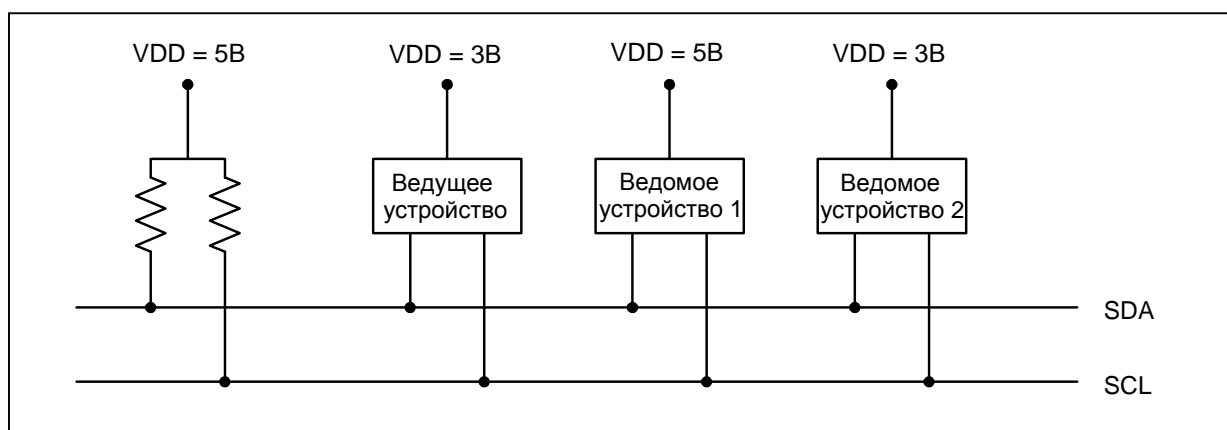 VDD = 5В
VDD = 3В
VDD = 5В
VDD = 3В
Ведущее
устройство
Ведомое
устройство 1
Ведомое
устройство 2
SDA
SCL